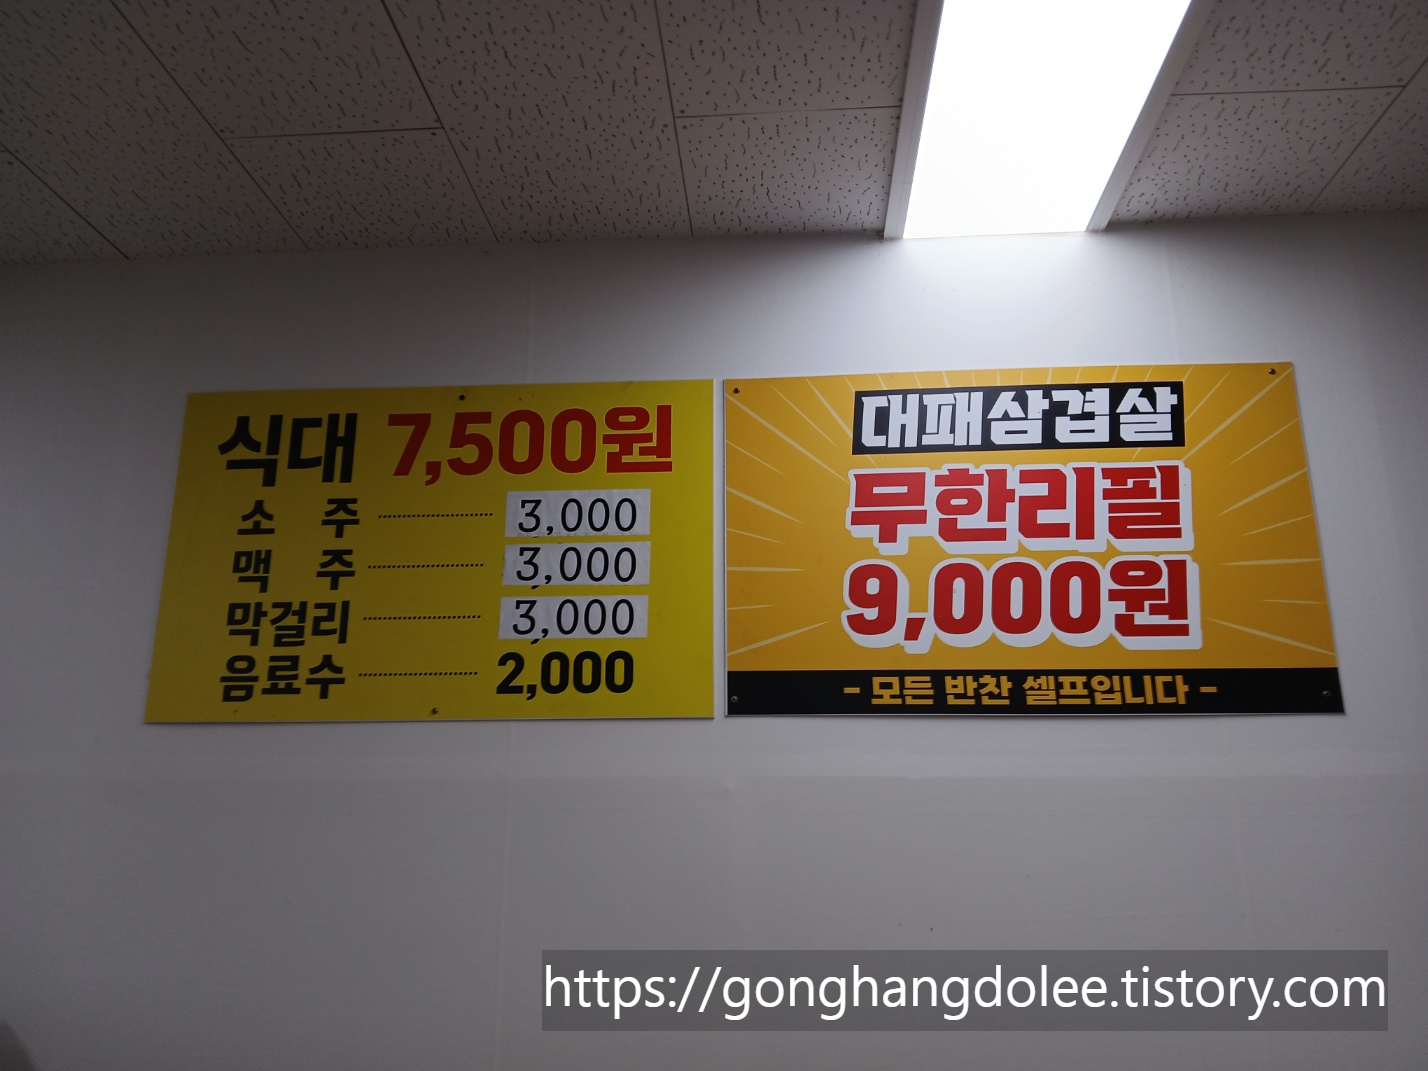 식대 7,500원
소 주 3,000
맥 주 3,000
막걸리 3,000
음료수 2,000
대패삼겹살
무한리필
9,000원
- 모든 반찬 셀프입니다 -
https://gonghangdolee.tistory.com